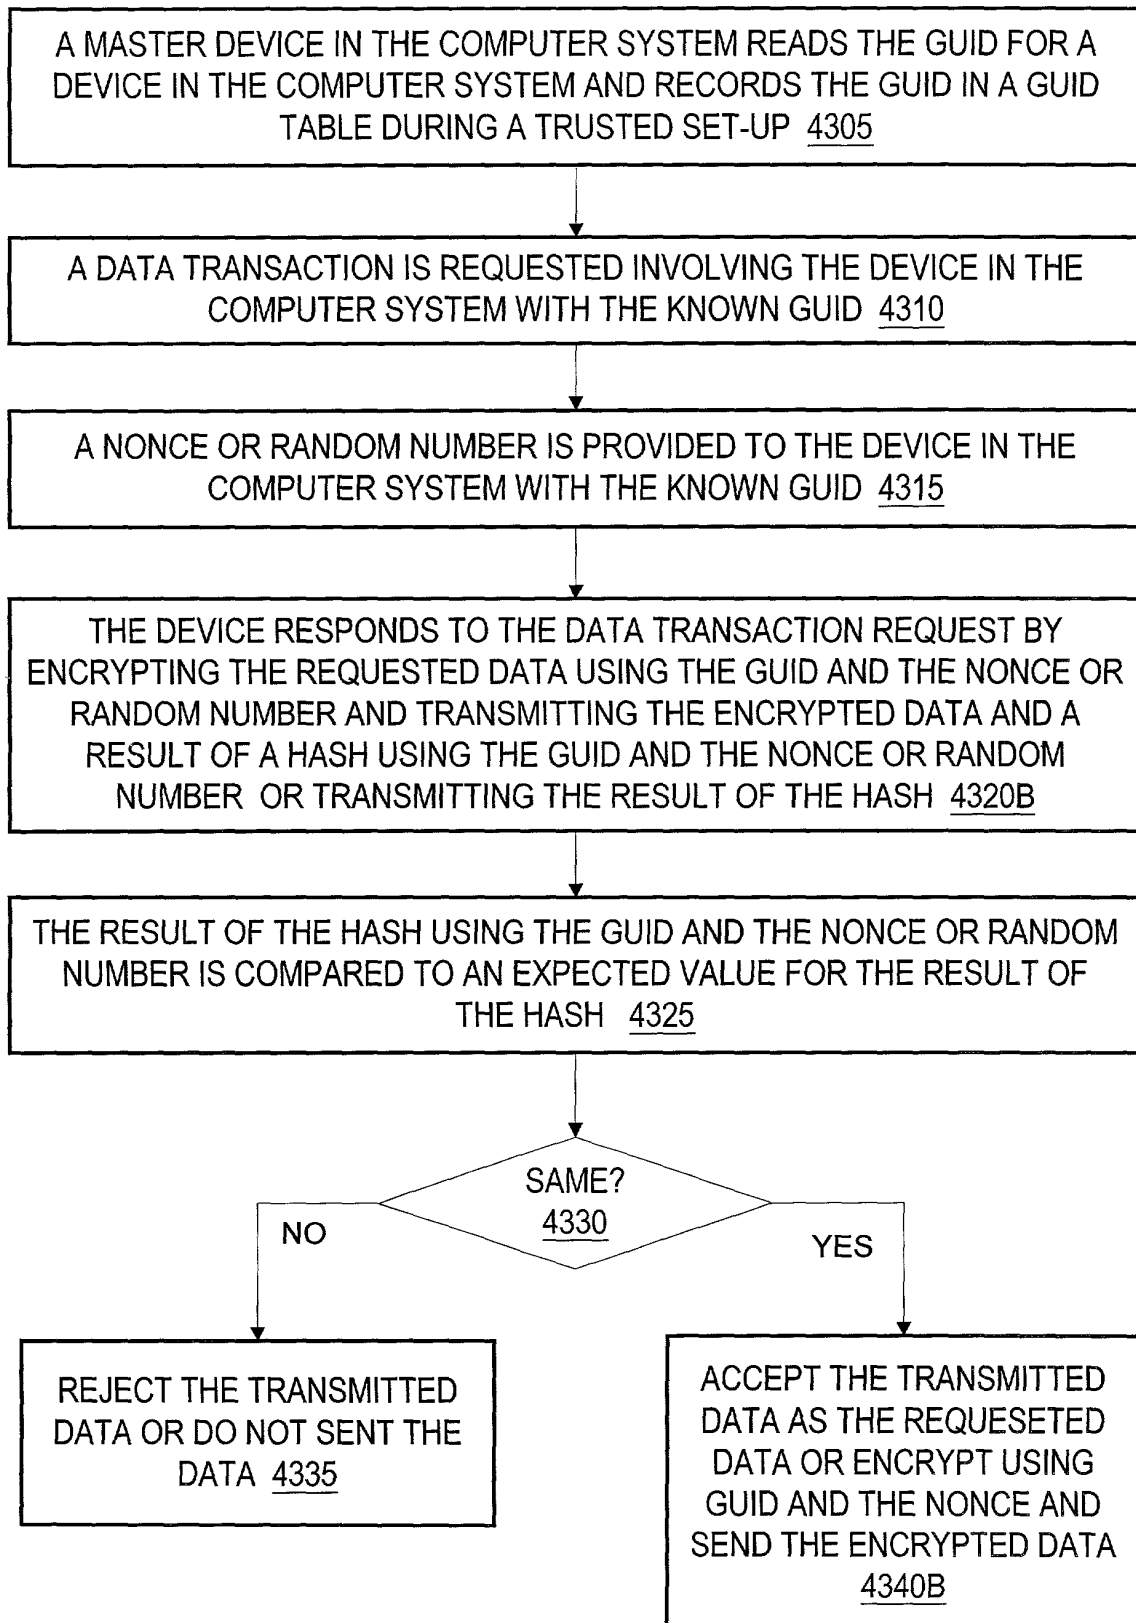 A MASTER DEVICE IN THE COMPUTER SYSTEM READS THE GUID FOR A
DEVICE IN THE COMPUTER SYSTEM AND RECORDS THE GUID IN A GUID
TABLE DURING A TRUSTED SET-UP 4305
A DATA TRANSACTION IS REQUESTED INVOLVING THE DEVICE IN THE
COMPUTER SYSTEM WITH THE KNOWN GUID 4310
A NONCE OR RANDOM NUMBER IS PROVIDED TO THE DEVICE IN THE
COMPUTER SYSTEM WITH THE KNOWN GUID 4315
THE DEVICE RESPONDS TO THE DATA TRANSACTION REQUEST BY
ENCRYPTING THE REQUESTED DATA USING THE GUID AND THE NONCE OR
RANDOM NUMBER AND TRANSMITTING THE ENCRYPTED DATA AND A
RESULT OF A HASH USING THE GUID AND THE NONCE OR RANDOM
NUMBER OR TRANSMITTING THE RESULT OF THE HASH 4320B
THE RESULT OF THE HASH USING THE GUID AND THE NONCE OR RANDOM
NUMBER IS COMPARED TO AN EXPECTED VALUE FOR THE RESULT OF
THE HASH 4325
SAME?
4330
NO
YES
REJECT THE TRANSMITTED
DATA OR DO NOT SENT THE
DATA 4335
ACCEPT THE TRANSMITTED
DATA AS THE REQUESETED
DATA OR ENCRYPT USING
GUID AND THE NONCE AND
SEND THE ENCRYPTED DATA
4340B